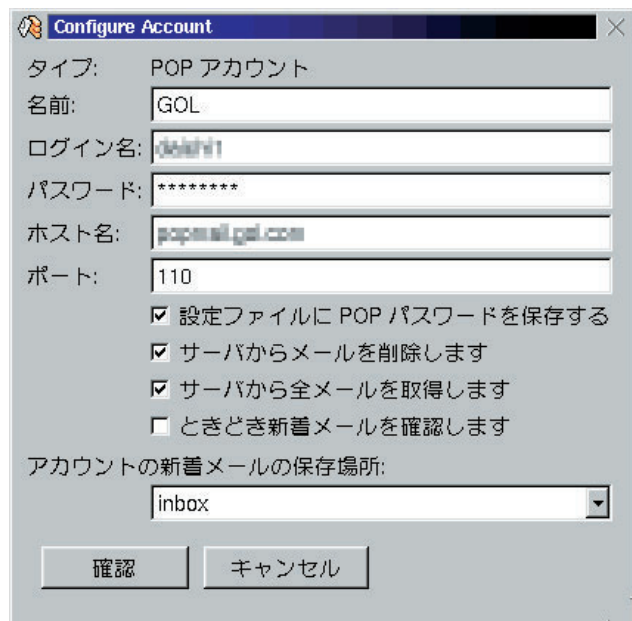 Configure Account
タイプ: POP アカウント
名前: GOL
ログイン名:
パスワード: ********
ホスト名:
ポート: 110
設定ファイルに POP パスワードを保存する
サーバからメールを削除します
サーバから全メールを取得します
ときどき新着メールを確認します
アカウントの新着メールの保存場所:
inbox
確認 キャンセル